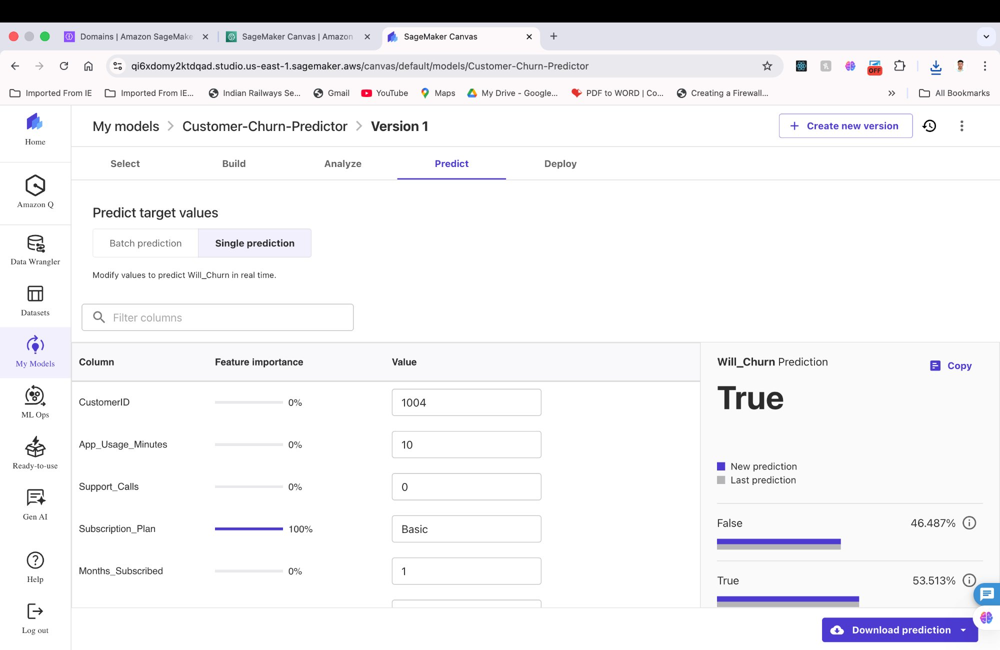 Domains | Amazon SageMake
SageMaker Canvas | Amazon
SageMaker Canvas
qi6xdomy2ktdqad.studio.us-east-1.sagemaker.aws/canvas/default/models/Customer-Churn-Predictor
OFF
Imported From IE
Imported From IE...
Indian Railways Se...
Gmail
YouTube
Maps
My Drive - Google...
PDF to WORD | Co...
Creating a Firewall...
All Bookmarks
Home
Amazon Q
Data Wrangler
Datasets
My Models
ML Ops
Ready-to-use
Gen AI
Help
Log out
My models > Customer-Churn-Predictor > Version 1
+ Create new version
Select
Build
Analyze
Predict
Deploy
Predict target values
Batch prediction
Single prediction
Modify values to predict Will_Churn in real time.
Filter columns
Column Feature importance Value
CustomerID 0% 1004
App_Usage_Minutes 0% 10
Support_Calls 0% 0
Subscription_Plan 100% Basic
Months_Subscribed 0% 1
Will_Churn Prediction
Copy
True
New prediction
Last prediction
False 46.487%
True 53.513%
Download prediction